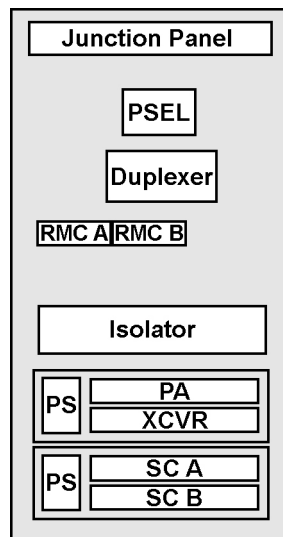 Junction Panel
PSEL
Duplexer
RMC A RMC B
Isolator
PS
PA
XCVR
PS
SC A
SC B